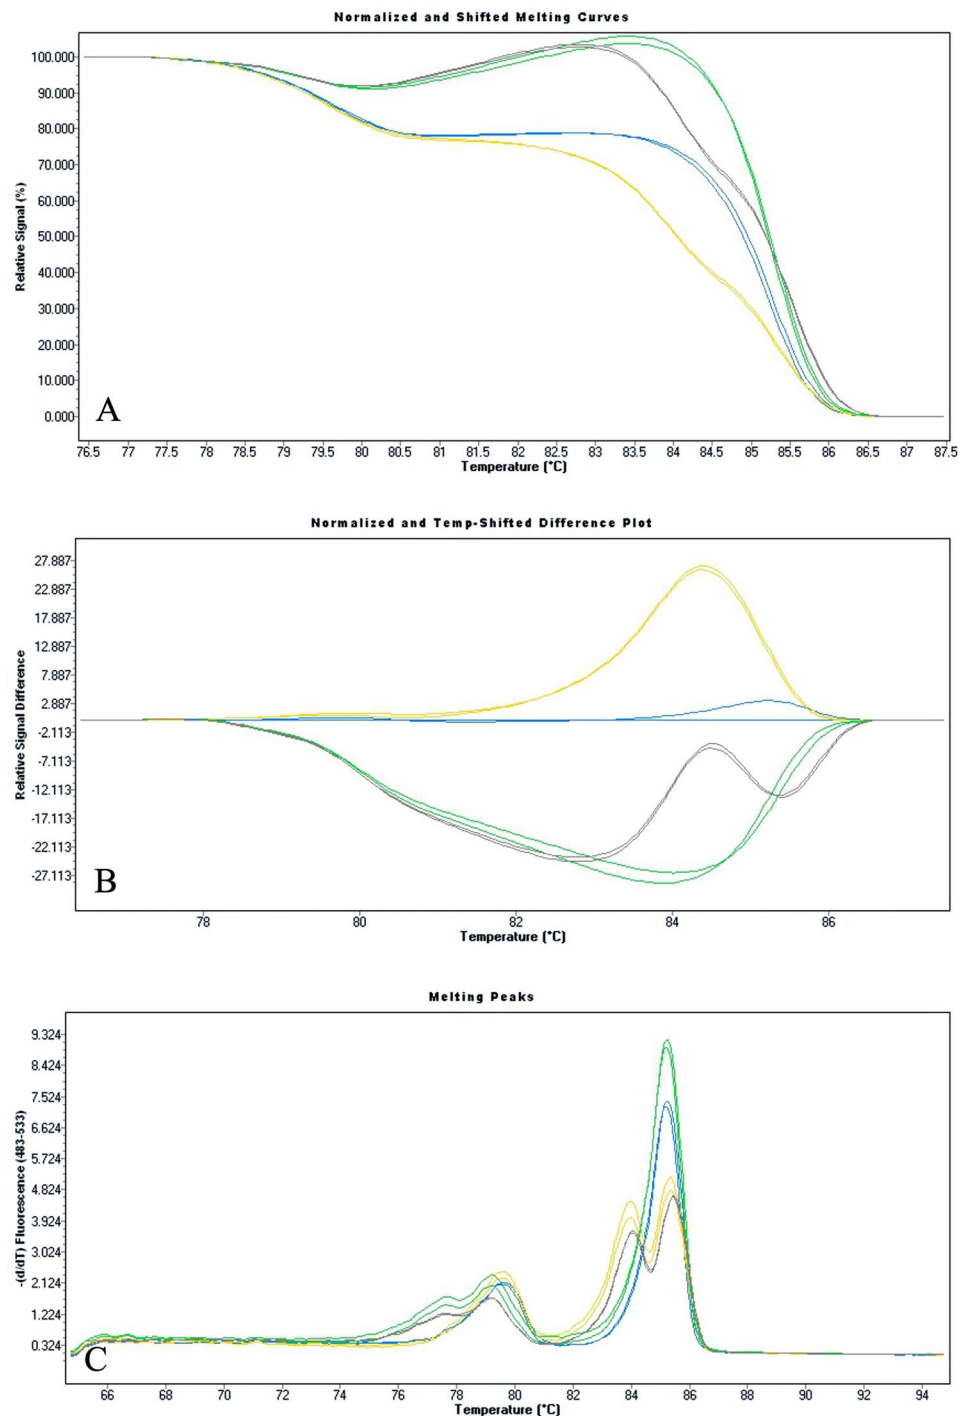 Normalized and Shifted Melting Curves
Relative Signal (%)
100.000
90.000
80.000
70.000
60.000
50.000
40.000
30.000
20.000
10.000
0.000
A
76.5 77 77.5 78 78.5 79 79.5 80 80.5 81 81.5 82 82.5 83 83.5 84 84.5 85 85.5 86 86.5 87 87.5
Temperature (°C)
Normalized and Temp-Shifted Difference Plot
Relative Signal Difference
27.887
22.887
17.887
12.887
7.887
2.887
-2.113
-7.113
-12.113
-17.113
-22.113
-27.113
B
78 80 82 84 86
Temperature (°C)
Melting Peaks
-(d/dT) Fluorescence (483-533)
9.324
8.424
7.524
6.624
5.724
4.824
3.924
3.024
2.124
1.224
0.324
C
66 68 70 72 74 76 78 80 82 84 86 88 90 92 94
Temperature (°C)